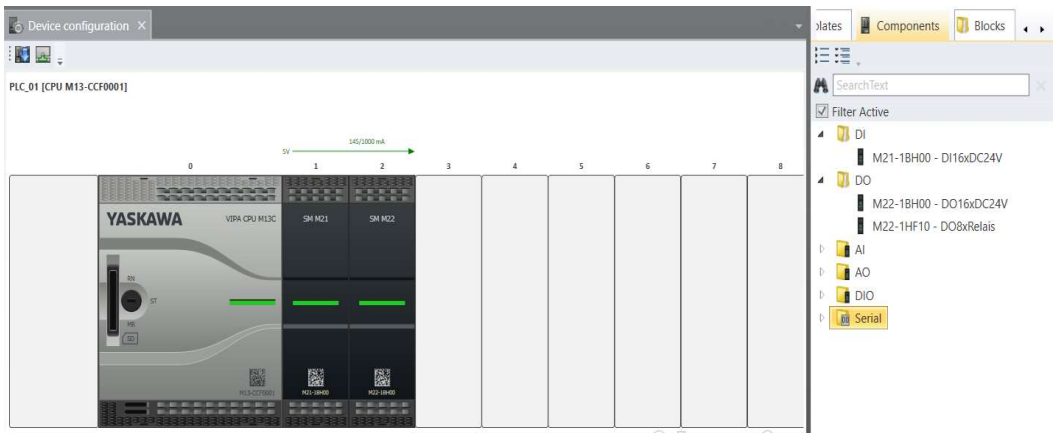 Device configuration
PLC_01 [CPU M13-CCF0001]
145/1000 mA
5V
0 1 2 3 4 5 6 7 8
YASKAWA VIPA CPU M13C SM M21 SM M22
RN
ST
MR
SD
M13-CCF0001 M21-1BH00 M22-1BH00
plates Components Blocks
SearchText
Filter Active
DI
M21-1BH00 - DI16xDC24V
DO
M22-1BH00 - DO16xDC24V
M22-1HF10 - DO8xRelais
AI
AO
DIO
Serial